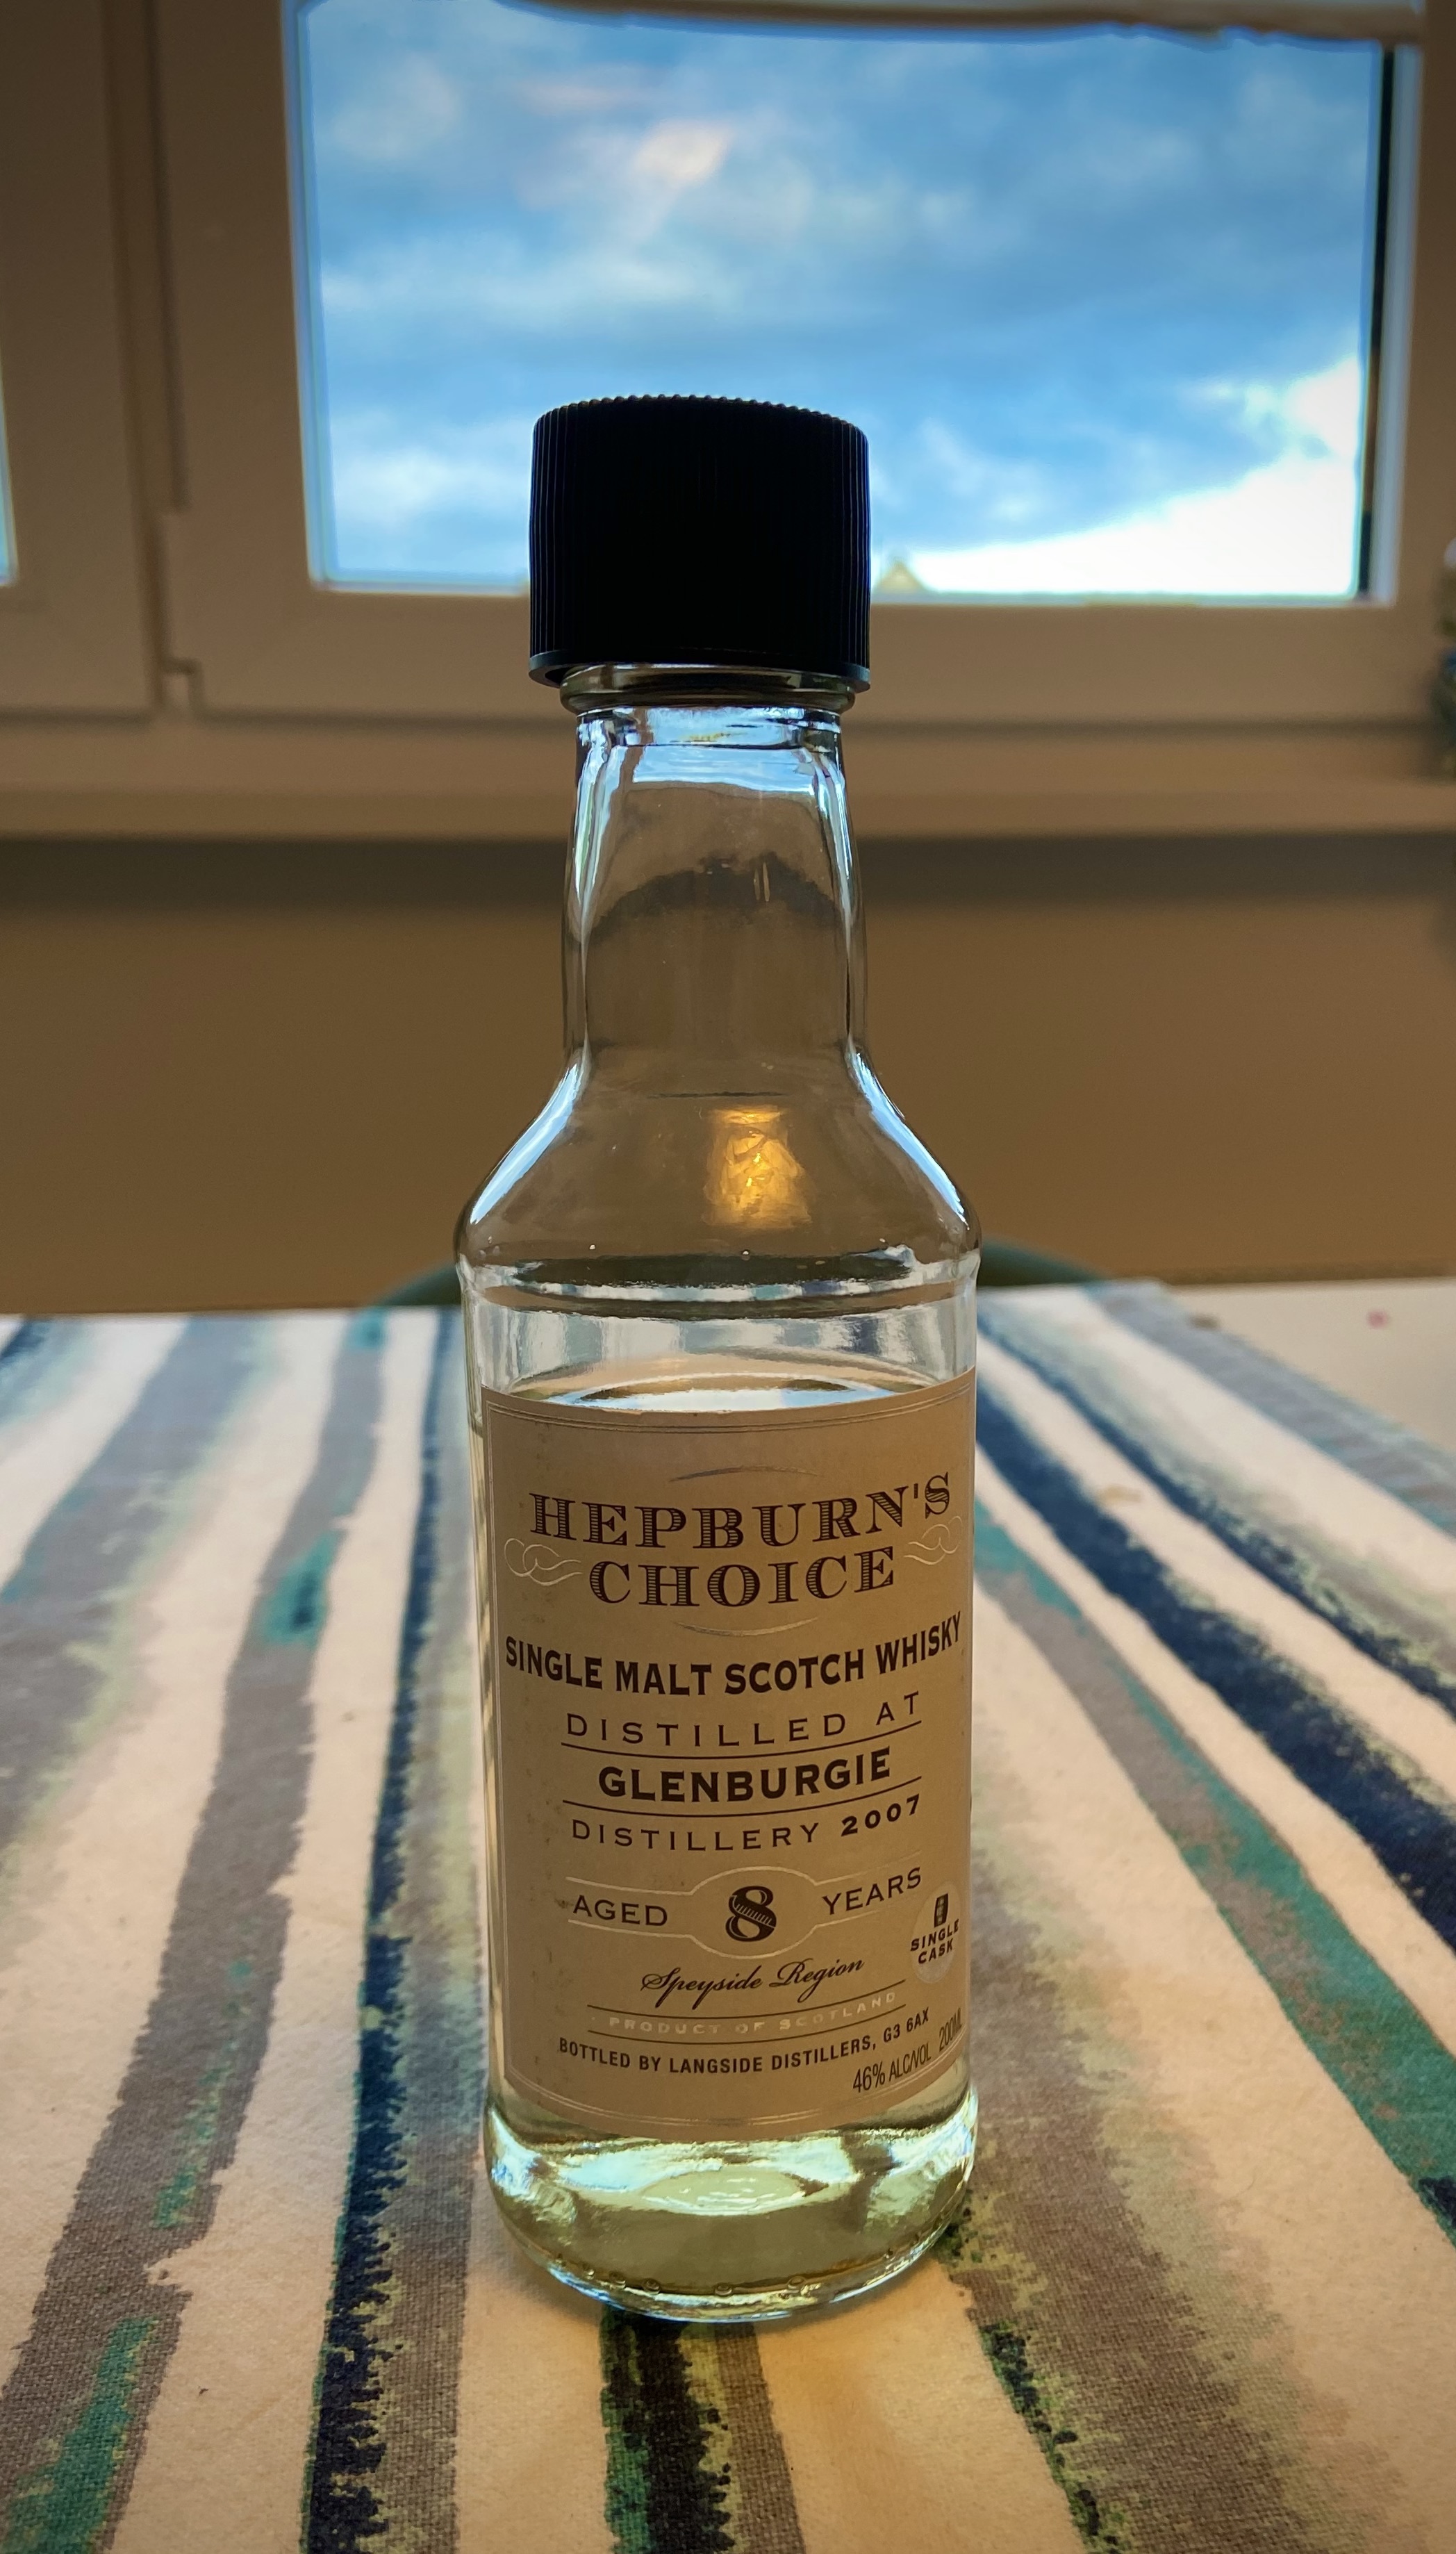 HEPBURN'S
CHOICE
SINGLE MALT SCOTCH WHISKY
DISTILLED AT
GLENBURGIE
DISTILLERY 2007
AGED 8 YEARS
SINGLE
CASK
Speyside Region
PRODUCT OF SCOTLAND
BOTTLED BY LANGSIDE DISTILLERS, G3 6AX
46% ALC/VOL 200ML